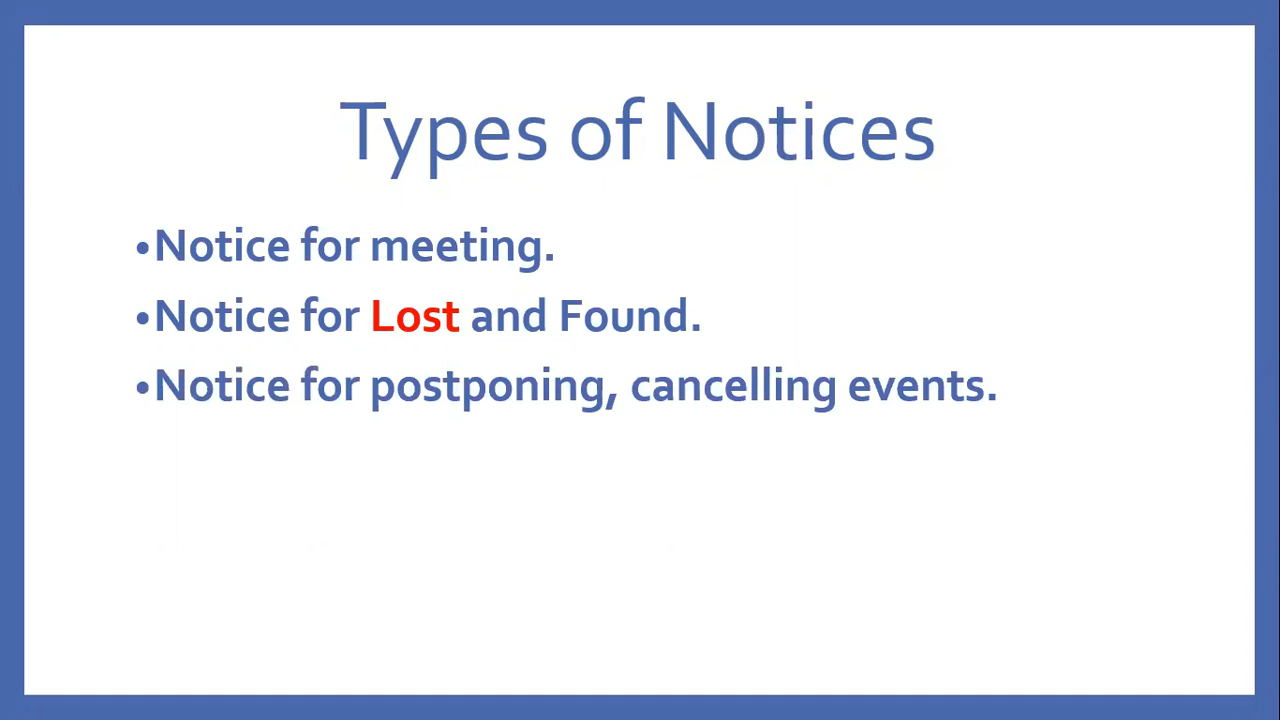 Types of Notices
•Notice for meeting.
•Notice for Lost and Found.
•Notice for postponing, cancelling events.